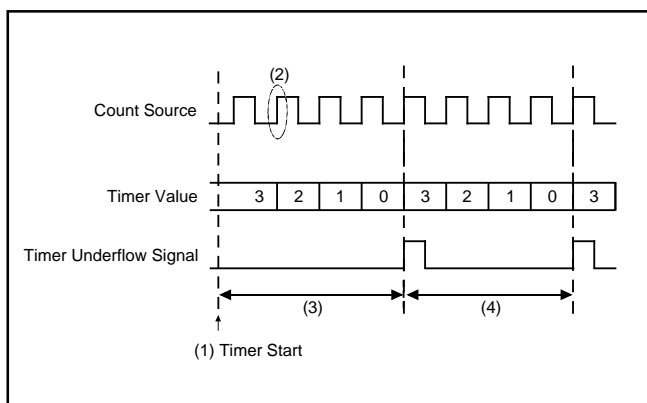 (2)
Count Source
Timer Value 3 2 1 0 3 2 1 0 3
Timer Underflow Signal
(3) (4)
(1) Timer Start